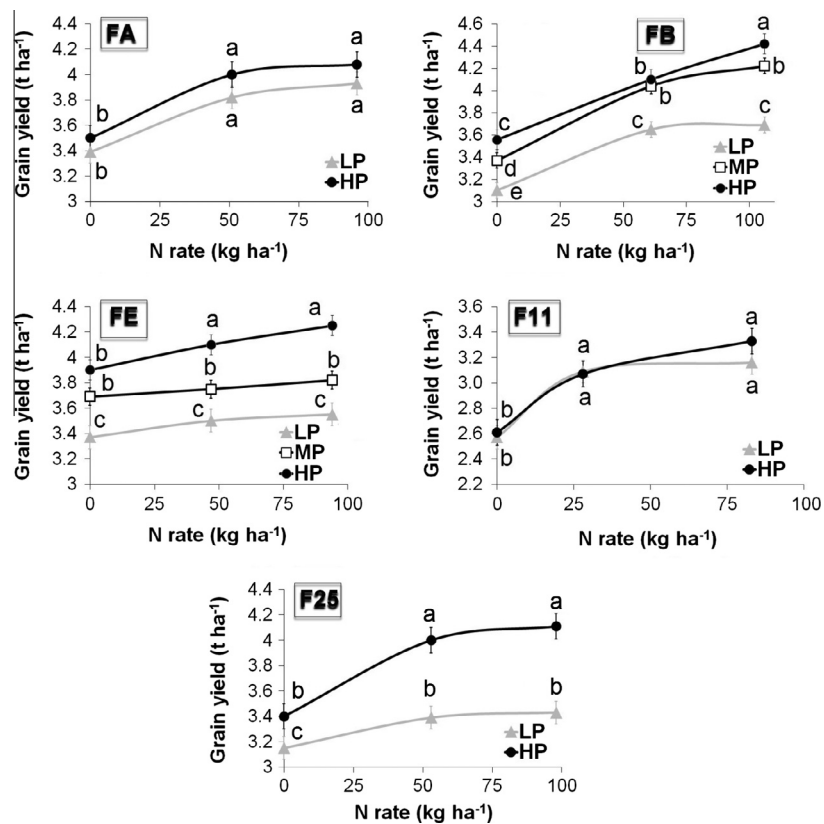 FA
Grain yield (t ha-1)
4.4
4.2
4
3.8
3.6
3.4
3.2
3
a
a
b
a
a
b
LP
HP
0
25
50
75
100
N rate (kg ha-1)
FB
Grain yield (t ha-1)
4.4
4.2
4
3.6
3.4
3.2
3
a
b
b
b
c
c
c
d
e
LP
MP
HP
0
25
50
75
100
N rate (kg ha-1)
FE
Grain yield (t ha-1)
4.4
4.2
4
3.8
3.6
3.4
3.2
3
a
a
b
b
b
b
c
c
c
LP
MP
HP
0
25
50
75
100
N rate (kg ha-1)
F11
Grain yield (t ha-1)
3.6
3.4
3.2
3.0
2.8
2.6
2.4
2.2
a
a
b
a
a
b
LP
HP
0
25
50
75
100
N rate (kg ha-1)
F25
Grain yield (t ha-1)
4.4
4.2
4
3.8
3.6
3.4
3.2
3
a
a
b
b
b
c
LP
HP
0
25
50
75
100
N rate (kg ha-1)